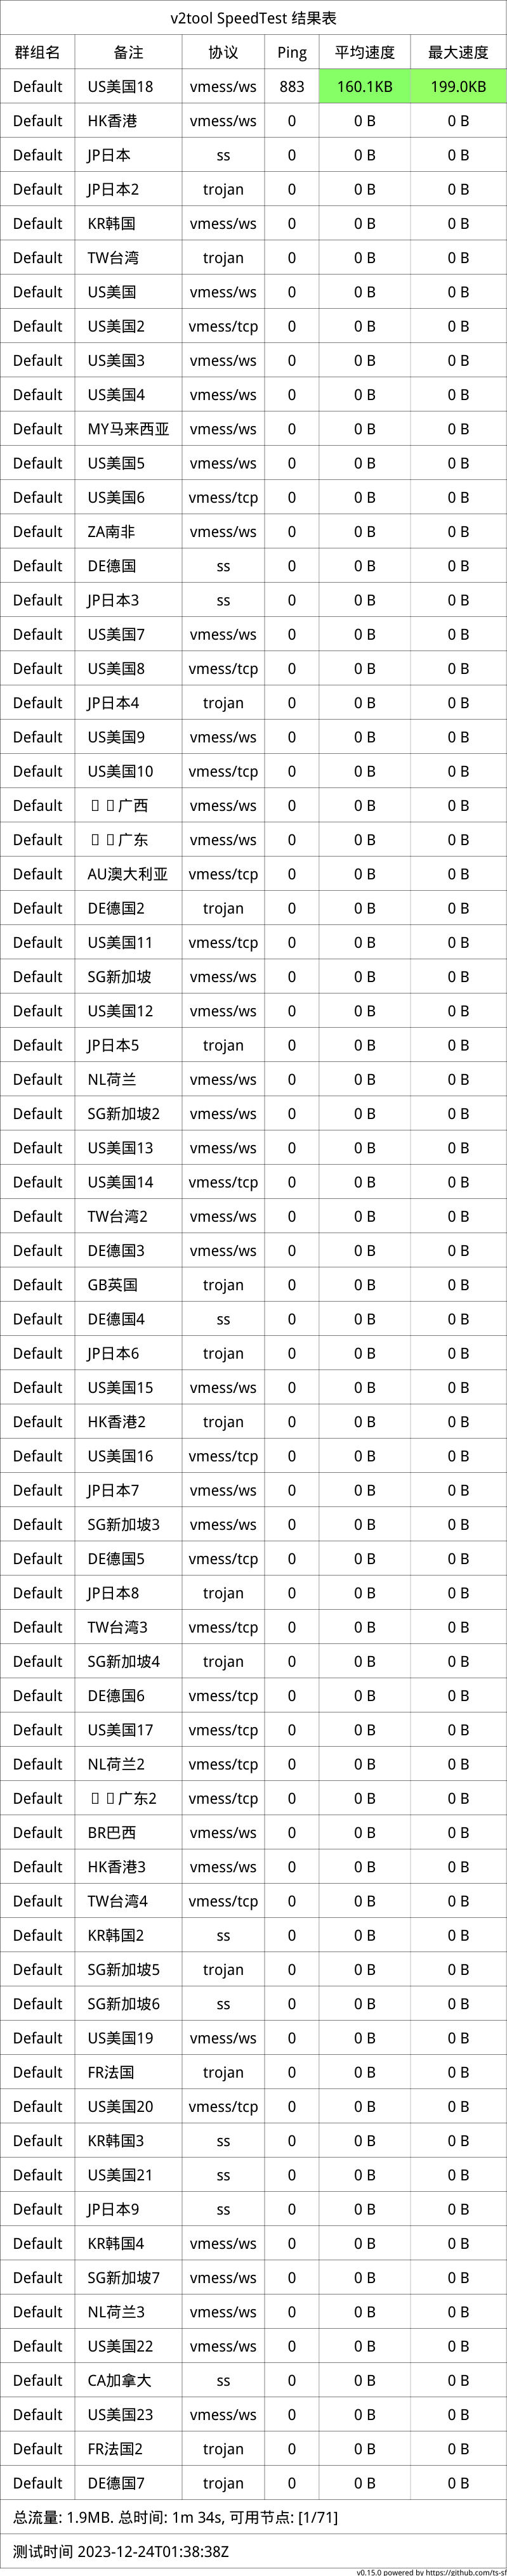 v2tool SpeedTest 结果表
群组名 备注 协议 Ping 平均速度 最大速度
Default US美国18 vmess/ws 883 160.1KB 199.0KB
Default HK香港 vmess/ws 0 0 B 0 B
Default JP日本 ss 0 0 B 0 B
Default JP日本2 trojan 0 0 B 0 B
Default KR韩国 vmess/ws 0 0 B 0 B
Default TW台湾 trojan 0 0 B 0 B
Default US美国 vmess/ws 0 0 B 0 B
Default US美国2 vmess/tcp 0 0 B 0 B
Default US美国3 vmess/ws 0 0 B 0 B
Default US美国4 vmess/ws 0 0 B 0 B
Default MY马来西亚 vmess/ws 0 0 B 0 B
Default US美国5 vmess/ws 0 0 B 0 B
Default US美国6 vmess/tcp 0 0 B 0 B
Default ZA南非 vmess/ws 0 0 B 0 B
Default DE德国 ss 0 0 B 0 B
Default JP日本3 ss 0 0 B 0 B
Default US美国7 vmess/ws 0 0 B 0 B
Default US美国8 vmess/tcp 0 0 B 0 B
Default JP日本4 trojan 0 0 B 0 B
Default US美国9 vmess/ws 0 0 B 0 B
Default US美国10 vmess/tcp 0 0 B 0 B
Default 广西 vmess/ws 0 0 B 0 B
Default 广东 vmess/ws 0 0 B 0 B
Default AU澳大利亚 vmess/tcp 0 0 B 0 B
Default DE德国2 trojan 0 0 B 0 B
Default US美国11 vmess/tcp 0 0 B 0 B
Default SG新加坡 vmess/ws 0 0 B 0 B
Default US美国12 vmess/ws 0 0 B 0 B
Default JP日本5 trojan 0 0 B 0 B
Default NL荷兰 vmess/ws 0 0 B 0 B
Default SG新加坡2 vmess/ws 0 0 B 0 B
Default US美国13 vmess/ws 0 0 B 0 B
Default US美国14 vmess/tcp 0 0 B 0 B
Default TW台湾2 vmess/ws 0 0 B 0 B
Default DE德国3 vmess/ws 0 0 B 0 B
Default GB英国 trojan 0 0 B 0 B
Default DE德国4 ss 0 0 B 0 B
Default JP日本6 trojan 0 0 B 0 B
Default US美国15 vmess/ws 0 0 B 0 B
Default HK香港2 trojan 0 0 B 0 B
Default US美国16 vmess/tcp 0 0 B 0 B
Default JP日本7 vmess/ws 0 0 B 0 B
Default SG新加坡3 vmess/ws 0 0 B 0 B
Default DE德国5 vmess/tcp 0 0 B 0 B
Default JP日本8 trojan 0 0 B 0 B
Default TW台湾3 vmess/tcp 0 0 B 0 B
Default SG新加坡4 trojan 0 0 B 0 B
Default DE德国6 vmess/tcp 0 0 B 0 B
Default US美国17 vmess/tcp 0 0 B 0 B
Default NL荷兰2 vmess/tcp 0 0 B 0 B
Default 广东2 vmess/tcp 0 0 B 0 B
Default BR巴西 vmess/ws 0 0 B 0 B
Default HK香港3 vmess/ws 0 0 B 0 B
Default TW台湾4 vmess/tcp 0 0 B 0 B
Default KR韩国2 ss 0 0 B 0 B
Default SG新加坡5 trojan 0 0 B 0 B
Default SG新加坡6 ss 0 0 B 0 B
Default US美国19 vmess/ws 0 0 B 0 B
Default FR法国 trojan 0 0 B 0 B
Default US美国20 vmess/tcp 0 0 B 0 B
Default KR韩国3 ss 0 0 B 0 B
Default US美国21 ss 0 0 B 0 B
Default JP日本9 ss 0 0 B 0 B
Default KR韩国4 vmess/ws 0 0 B 0 B
Default SG新加坡7 vmess/ws 0 0 B 0 B
Default NL荷兰3 vmess/ws 0 0 B 0 B
Default US美国22 vmess/ws 0 0 B 0 B
Default CA加拿大 ss 0 0 B 0 B
Default US美国23 vmess/ws 0 0 B 0 B
Default FR法国2 trojan 0 0 B 0 B
Default DE德国7 trojan 0 0 B 0 B
总流量: 1.9MB. 总时间: 1m 34s, 可用节点: [1/71]
测试时间 2023-12-24T01:38:38Z
v0.15.0 powered by https://github.com/ts-sf